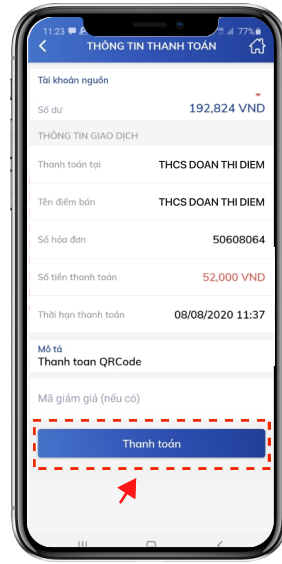 11:23 77%
THÔNG TIN THANH TOÁN
Tài khoản nguồn
Số dư 192,824 VND
THÔNG TIN GIAO DỊCH
Thanh toán tại THCS DOAN THI DIEM
Tên điểm bán THCS DOAN THI DIEM
Số hóa đơn 50608064
Số tiền thanh toán 52,000 VND
Thời hạn thanh toán 08/08/2020 11:37
Mô tả
Thanh toan QRCode
Mã giảm giá (nếu có)
Thanh toán